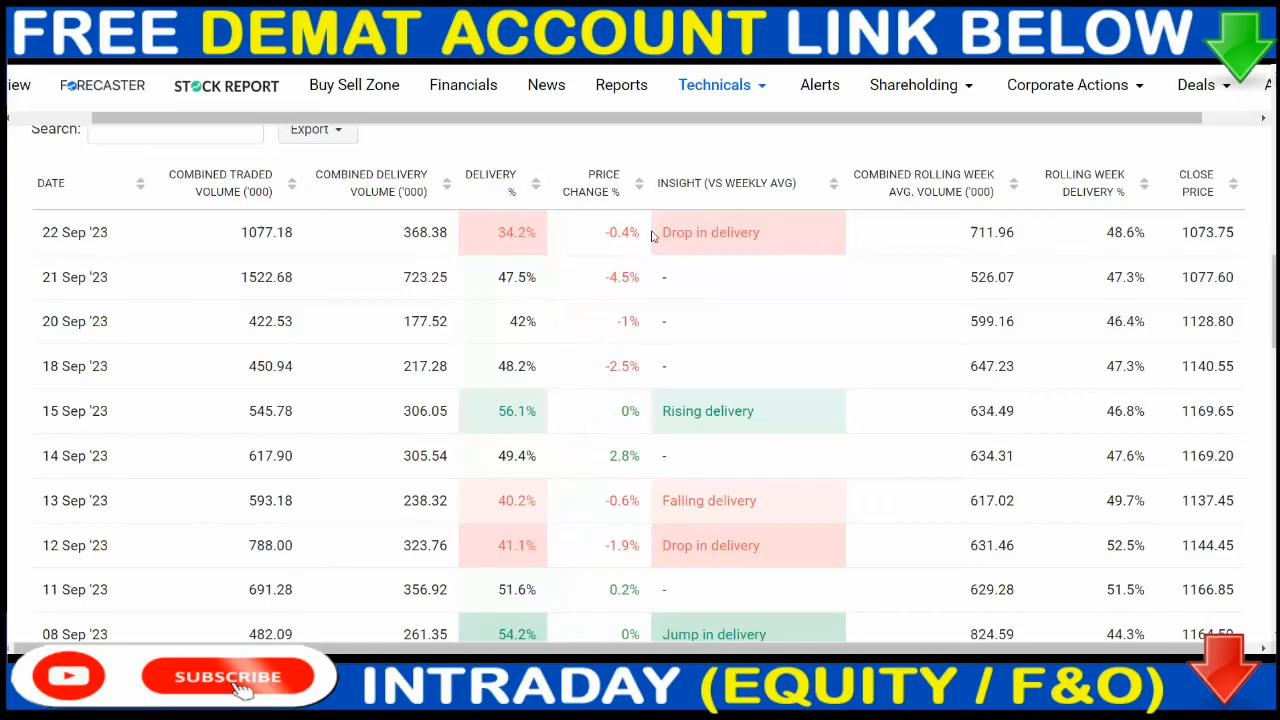 FREE DEMAT ACCOUNT LINK BELOW
iew FORECASTER STOCK REPORT Buy Sell Zone Financials News Reports Technicals Alerts Shareholding Corporate Actions Deals A
Search: Export
DATE COMBINED TRADED VOLUME ('000) COMBINED DELIVERY VOLUME ('000) DELIVERY % PRICE CHANGE % INSIGHT (VS WEEKLY AVG) COMBINED ROLLING WEEK AVG. VOLUME ('000) ROLLING WEEK DELIVERY % CLOSE PRICE
22 Sep '23 1077.18 368.38 34.2% -0.4% Drop in delivery 711.96 48.6% 1073.75
21 Sep '23 1522.68 723.25 47.5% -4.5% - 526.07 47.3% 1077.60
20 Sep '23 422.53 177.52 42% -1% - 599.16 46.4% 1128.80
18 Sep '23 450.94 217.28 48.2% -2.5% - 647.23 47.3% 1140.55
15 Sep '23 545.78 306.05 56.1% 0% Rising delivery 634.49 46.8% 1169.65
14 Sep '23 617.90 305.54 49.4% 2.8% - 634.31 47.6% 1169.20
13 Sep '23 593.18 238.32 40.2% -0.6% Falling delivery 617.02 49.7% 1137.45
12 Sep '23 788.00 323.76 41.1% -1.9% Drop in delivery 631.46 52.5% 1144.45
11 Sep '23 691.28 356.92 51.6% 0.2% - 629.28 51.5% 1166.85
08 Sep '23 482.09 261.35 54.2% 0% Jump in delivery 824.59 44.3% 1164.50
SUBSCRIBE INTRADAY (EQUITY / F&O)